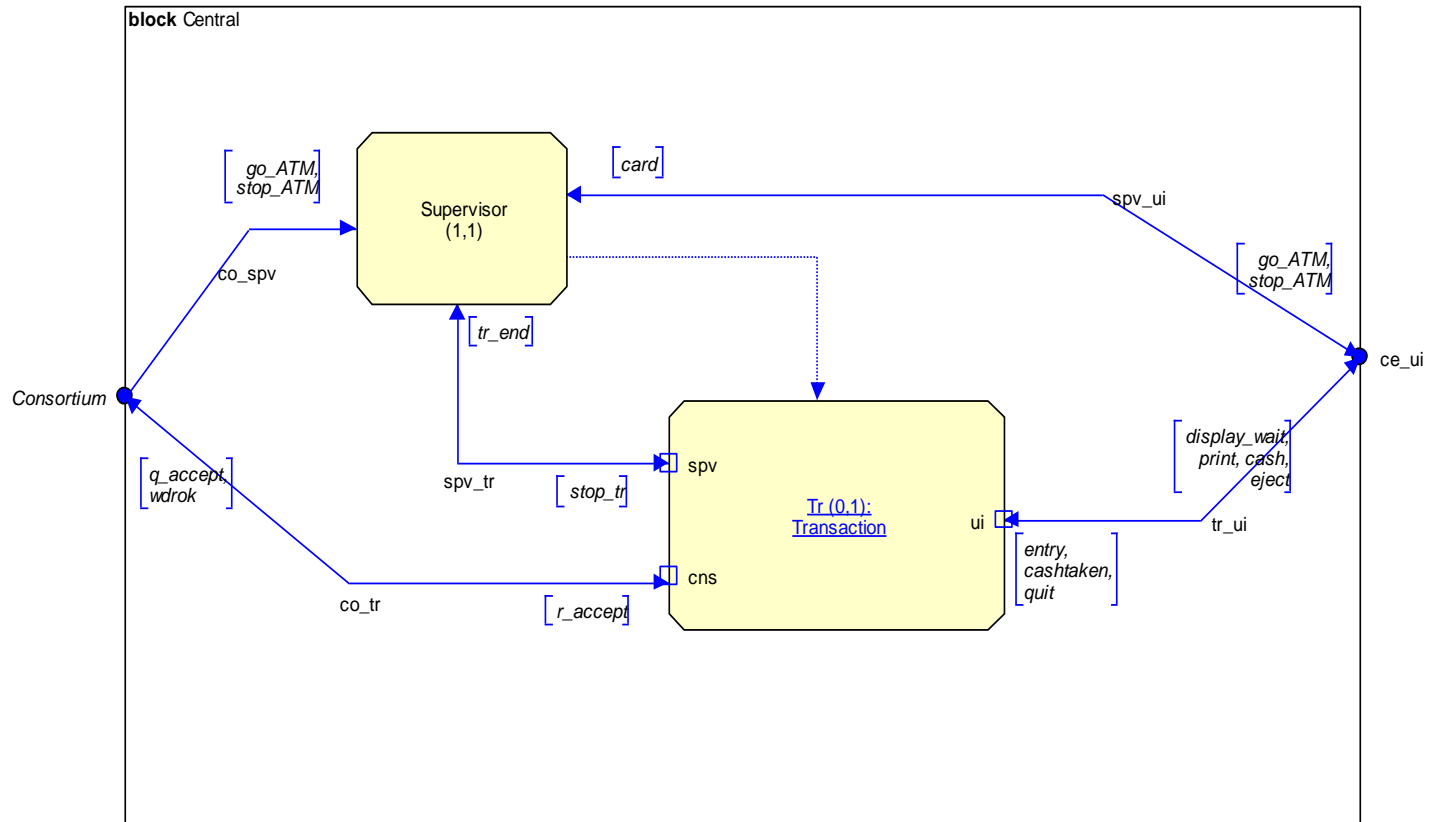 block Central
go_ATM,
stop_ATM
[card]
Supervisor
(1,1)
spv_ui
go_ATM,
stop_ATM
co_spv
[tr_end]
ce_ui
Consortium
display_wait,
print, cash,
eject
q_accept,
wdrok
spv
spv_tr
[stop_tr]
Tr (0,1):
Transaction
ui
tr_ui
entry,
cashtaken,
quit
cns
co_tr
[r_accept]